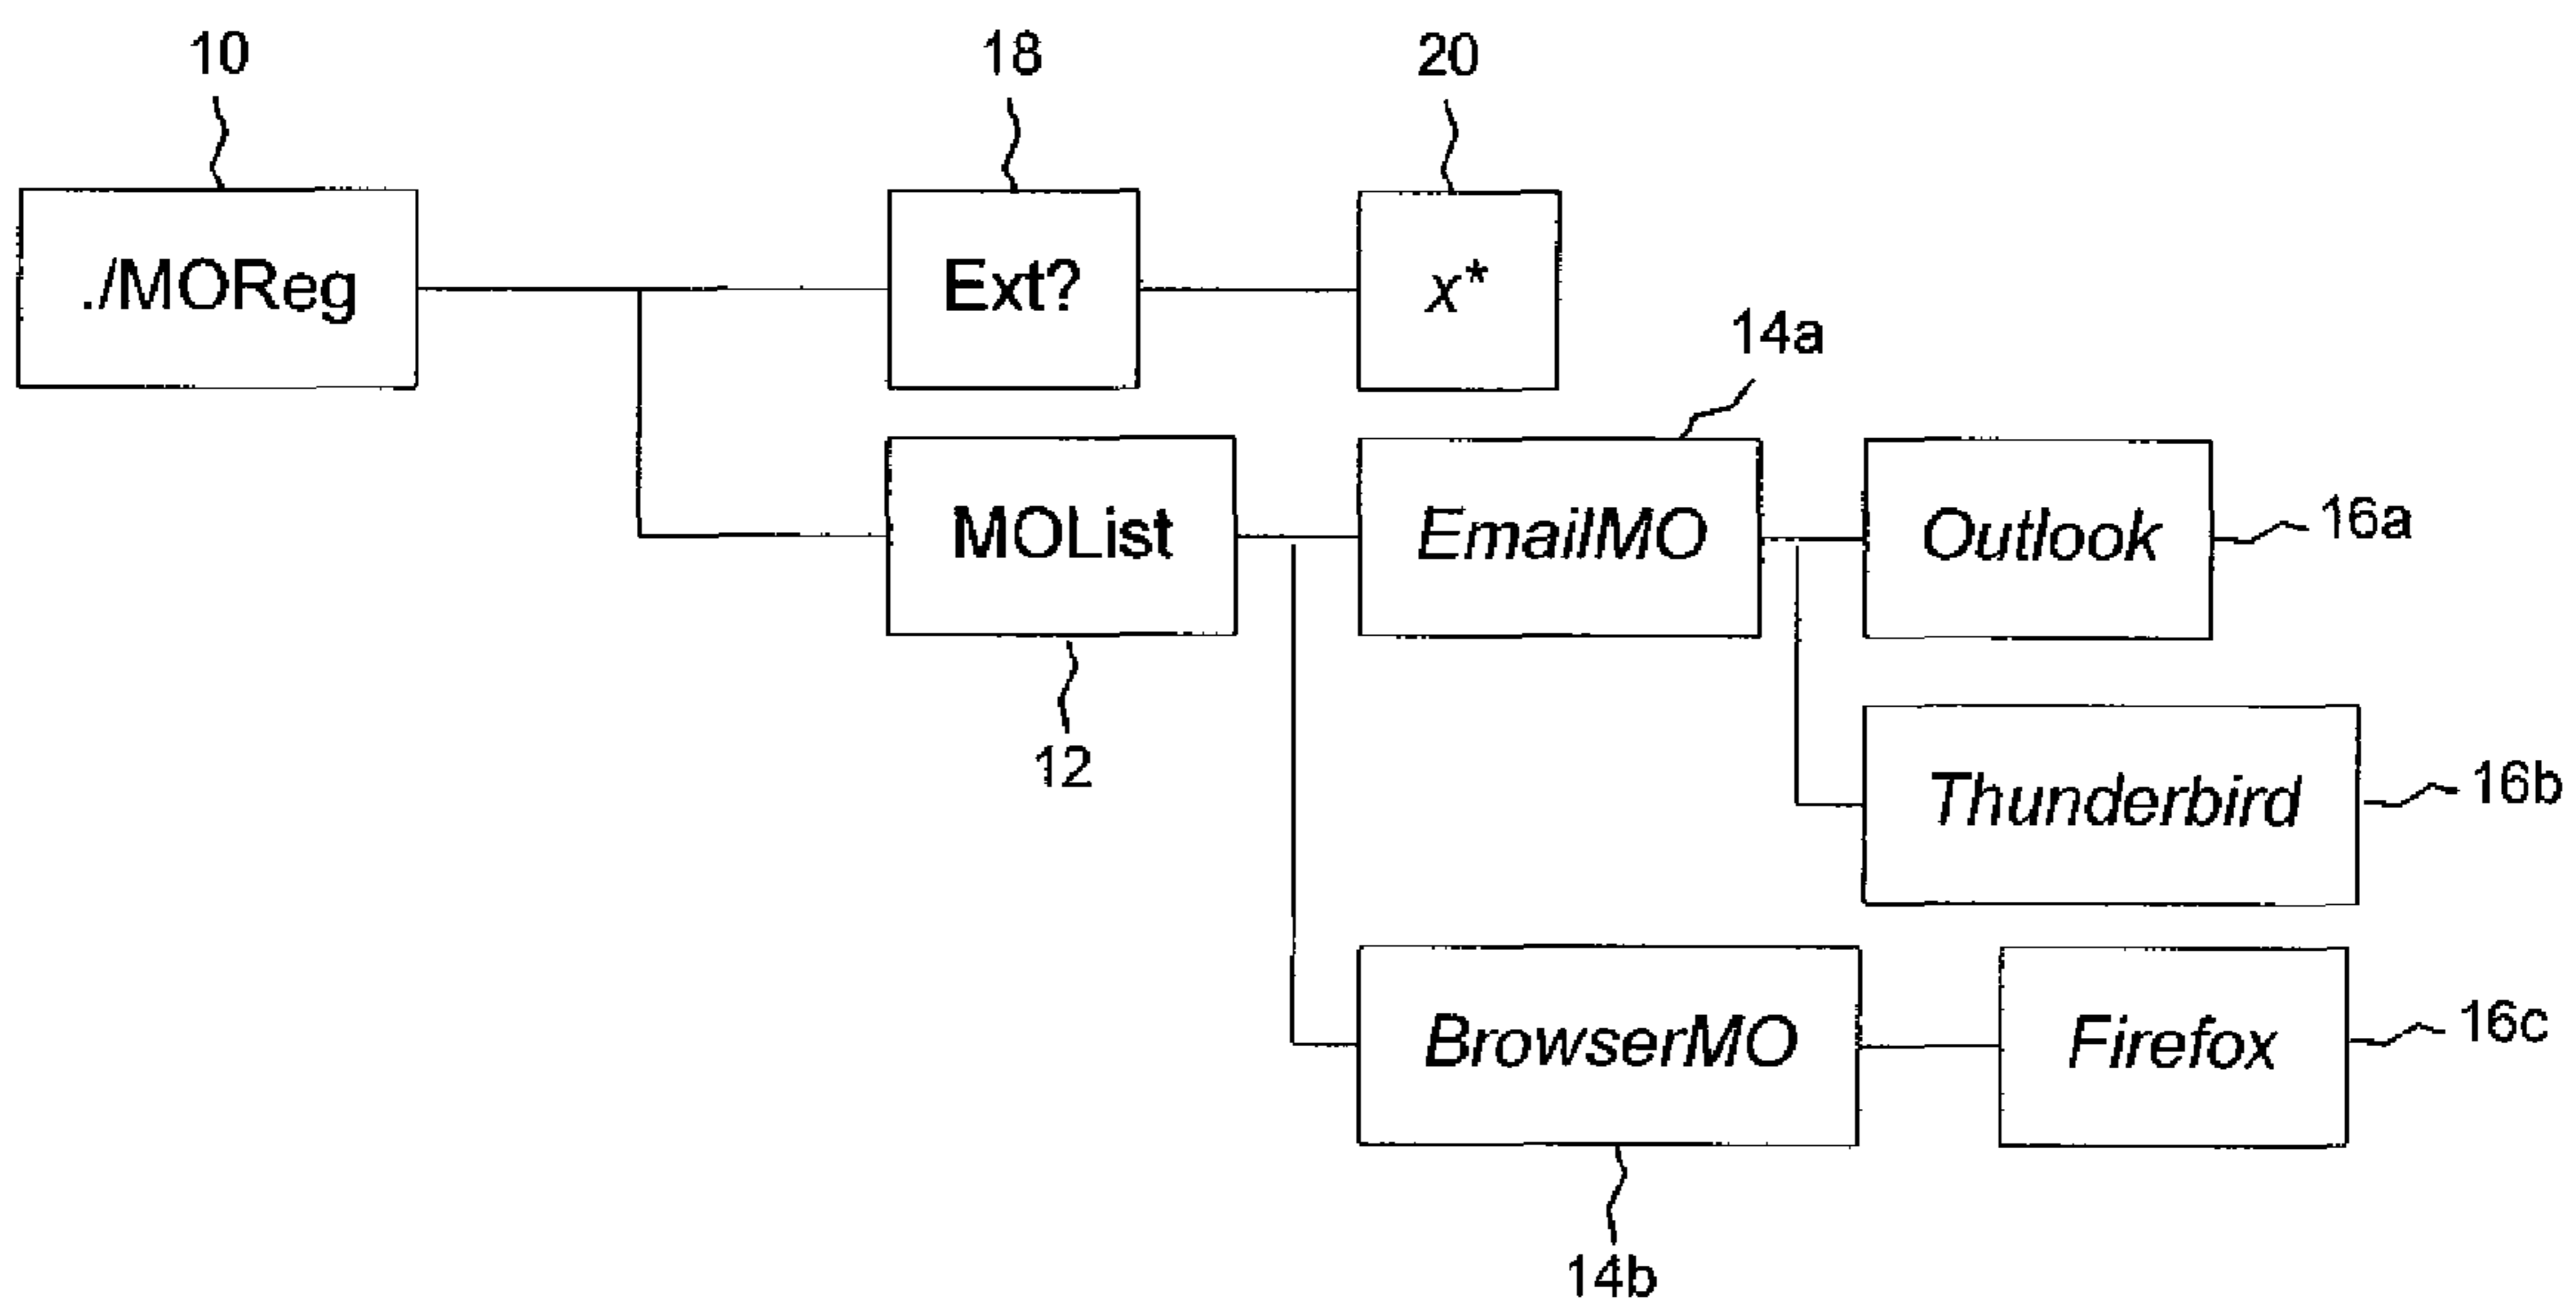 10
18
20
./MOReg
Ext?
x*
14a
MOList
EmailMO
Outlook
16a
12
Thunderbird
16b
BrowserMO
Firefox
16c
14b